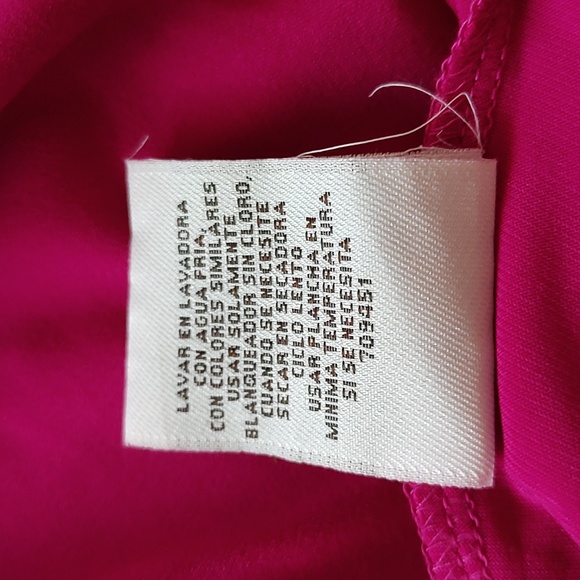 LAVAR EN LAVADORA
CON AGUA FRIA,
CON COLORES SIMILARES
USAR SOLAMENTE
BLANQUEADOR SIN CLORO,
CUANDO SE NECESITE
SECAR EN SECADORA
CICLO LENTO
USAR PLANCHA EN
MINIMA TEMPERATURA
SI SE NECESITA
709451